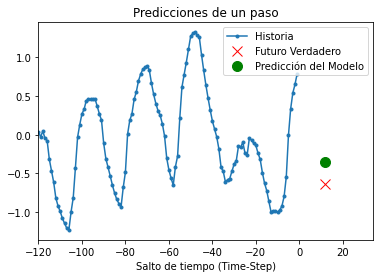 Predicciones de un paso
Historia
Futuro Verdadero
Predicción del Modelo
1.0
0.5
0.0
−0.5
−1.0
−120
−100
−80
−60
−40
−20
0
20
Salto de tiempo (Time-Step)